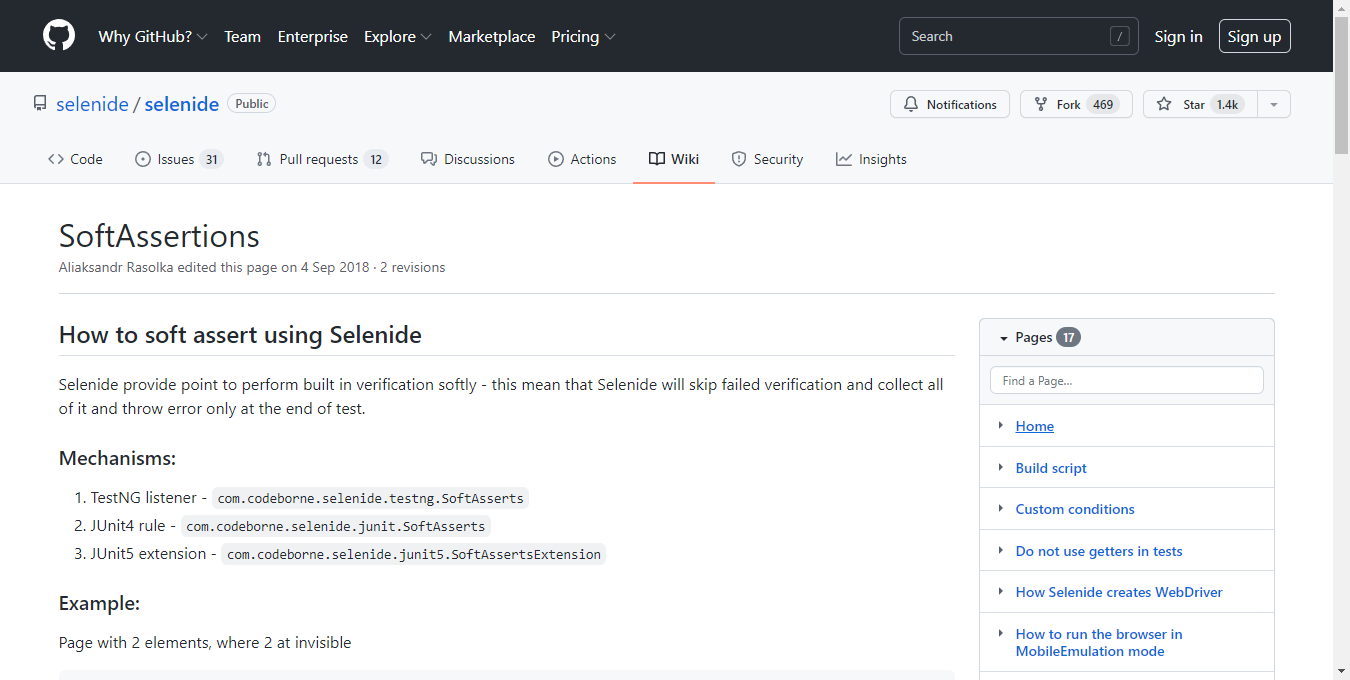 Why GitHub? Team Enterprise Explore Marketplace Pricing Search / Sign in Sign up
selenide / selenide Public Notifications Fork 469 Star 1.4k
Code Issues 31 Pull requests 12 Discussions Actions Wiki Security Insights
SoftAssertions
Aliaksandr Rasolka edited this page on 4 Sep 2018 · 2 revisions
How to soft assert using Selenide
Selenide provide point to perform built in verification softly - this mean that Selenide will skip failed verification and collect all
of it and throw error only at the end of test.
Mechanisms:
1. TestNG listener - com.codeborne.selenide.testng.SoftAsserts
2. JUnit4 rule - com.codeborne.selenide.junit.SoftAsserts
3. JUnit5 extension - com.codeborne.selenide.junit5.SoftAssertsExtension
Example:
Page with 2 elements, where 2 at invisible
Pages 17
Find a Page…
Home
Build script
Custom conditions
Do not use getters in tests
How Selenide creates WebDriver
How to run the browser in
MobileEmulation mode